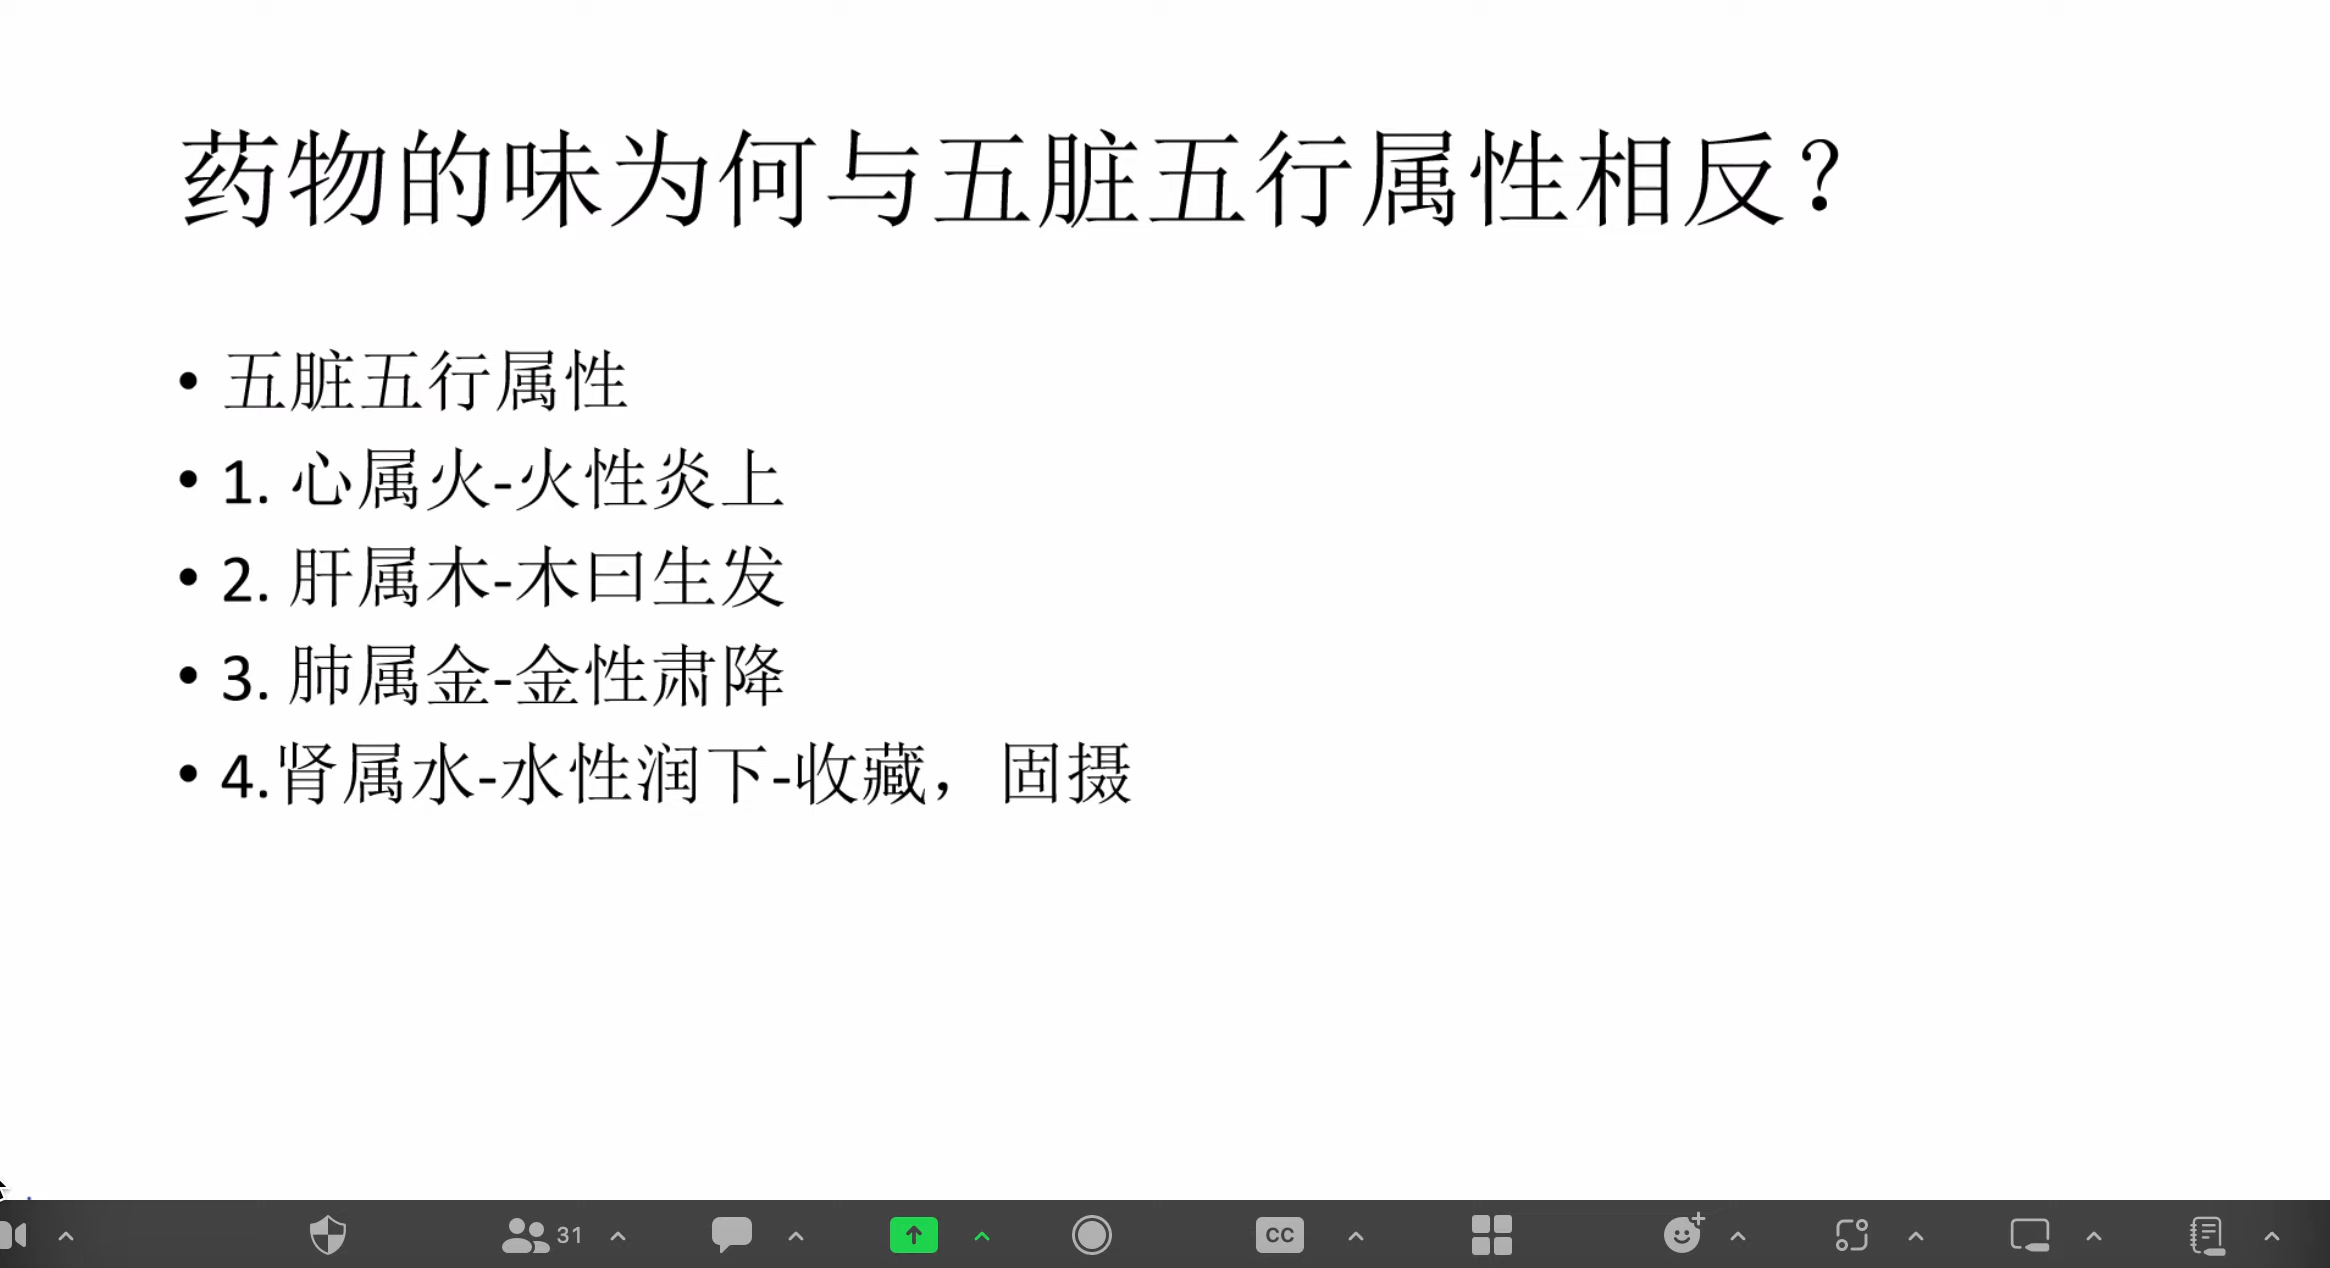 药物的味为何与五脏五行属性相反?
• 五脏五行属性
• 1. 心属火-火性炎上
• 2. 肝属木-木曰生发
• 3. 肺属金-金性肃降
• 4.肾属水-水性润下-收藏，固摄
31
CC